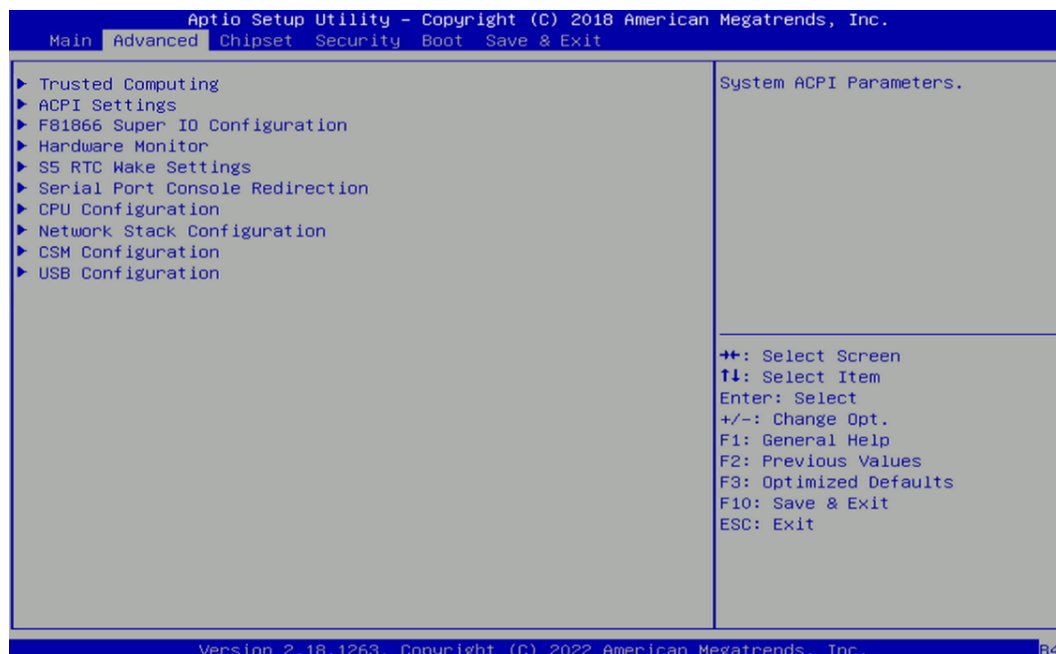 Aptio Setup Utility – Copyright (C) 2018 American Megatrends, Inc.
Main Advanced Chipset Security Boot Save & Exit
▶ Trusted Computing
▶ ACPI Settings
▶ F81866 Super IO Configuration
▶ Hardware Monitor
▶ S5 RTC Wake Settings
▶ Serial Port Console Redirection
▶ CPU Configuration
▶ Network Stack Configuration
▶ CSM Configuration
▶ USB Configuration
System ACPI Parameters.
→←: Select Screen
↑↓: Select Item
Enter: Select
+/-: Change Opt.
F1: General Help
F2: Previous Values
F3: Optimized Defaults
F10: Save & Exit
ESC: Exit
Version 2.18.1263. Copyright (C) 2022 American Megatrends, Inc.